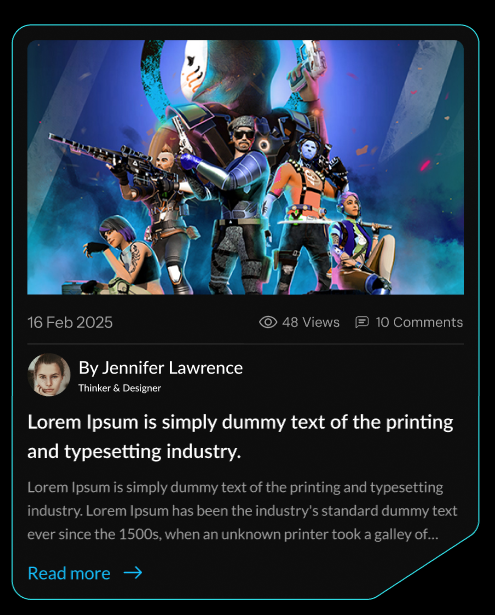 16 Feb 2025
48 Views
10 Comments
By Jennifer Lawrence
Thinker & Designer
Lorem Ipsum is simply dummy text of the printing
and typesetting industry.
Lorem Ipsum is simply dummy text of the printing and typesetting
industry. Lorem Ipsum has been the industry's standard dummy text
ever since the 1500s, when an unknown printer took a galley of...
Read more